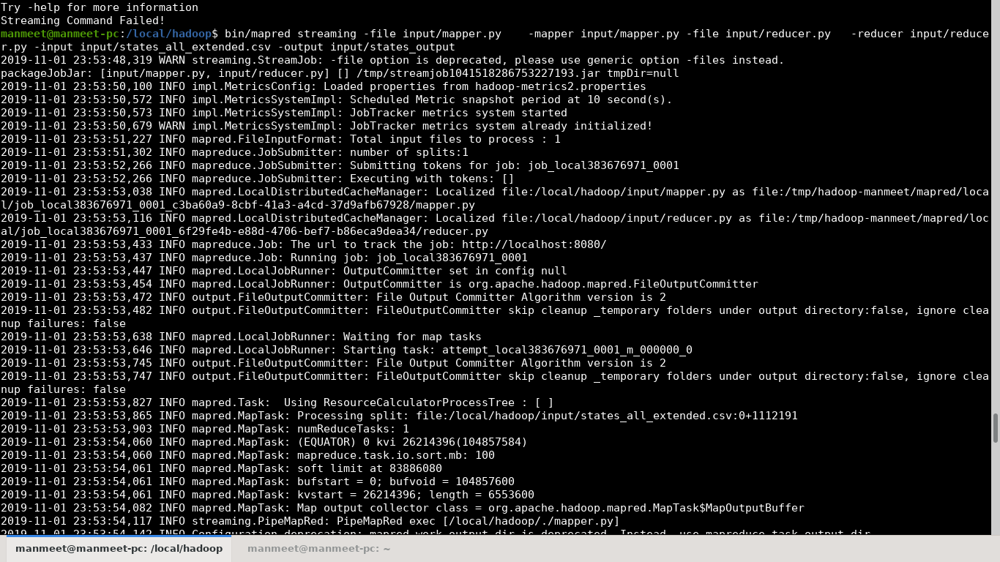 Try -help for more information
Streaming Command Failed!
manmeet@manmeet-pc:/local/hadoop$ bin/mapred streaming -file input/mapper.py    -mapper input/mapper.py -file input/reducer.py   -reducer input/reduce
r.py -input input/states_all_extended.csv -output input/states_output
2019-11-01 23:53:48,319 WARN streaming.StreamJob: -file option is deprecated, please use generic option -files instead.
packageJobJar: [input/mapper.py, input/reducer.py] [] /tmp/streamjob1041518286753227193.jar tmpDir=null
2019-11-01 23:53:50,100 INFO impl.MetricsConfig: Loaded properties from hadoop-metrics2.properties
2019-11-01 23:53:50,572 INFO impl.MetricsSystemImpl: Scheduled Metric snapshot period at 10 second(s).
2019-11-01 23:53:50,573 INFO impl.MetricsSystemImpl: JobTracker metrics system started
2019-11-01 23:53:50,679 WARN impl.MetricsSystemImpl: JobTracker metrics system already initialized!
2019-11-01 23:53:51,227 INFO mapred.FileInputFormat: Total input files to process : 1
2019-11-01 23:53:51,302 INFO mapreduce.JobSubmitter: number of splits:1
2019-11-01 23:53:52,266 INFO mapreduce.JobSubmitter: Submitting tokens for job: job_local383676971_0001
2019-11-01 23:53:52,266 INFO mapreduce.JobSubmitter: Executing with tokens: []
2019-11-01 23:53:53,038 INFO mapred.LocalDistributedCacheManager: Localized file:/local/hadoop/input/mapper.py as file:/tmp/hadoop-manmeet/mapred/loca
l/job_local383676971_0001_c3ba60a9-8cbf-41a3-a4cd-37d9afb67928/mapper.py
2019-11-01 23:53:53,116 INFO mapred.LocalDistributedCacheManager: Localized file:/local/hadoop/input/reducer.py as file:/tmp/hadoop-manmeet/mapred/loc
al/job_local383676971_0001_6f29fe4b-e88d-4706-bef7-b86eca9dea34/reducer.py
2019-11-01 23:53:53,433 INFO mapreduce.Job: The url to track the job: http://localhost:8080/
2019-11-01 23:53:53,437 INFO mapreduce.Job: Running job: job_local383676971_0001
2019-11-01 23:53:53,447 INFO mapred.LocalJobRunner: OutputCommitter set in config null
2019-11-01 23:53:53,454 INFO mapred.LocalJobRunner: OutputCommitter is org.apache.hadoop.mapred.FileOutputCommitter
2019-11-01 23:53:53,472 INFO output.FileOutputCommitter: File Output Committer Algorithm version is 2
2019-11-01 23:53:53,482 INFO output.FileOutputCommitter: FileOutputCommitter skip cleanup _temporary folders under output directory:false, ignore clea
nup failures: false
2019-11-01 23:53:53,638 INFO mapred.LocalJobRunner: Waiting for map tasks
2019-11-01 23:53:53,646 INFO mapred.LocalJobRunner: Starting task: attempt_local383676971_0001_m_000000_0
2019-11-01 23:53:53,745 INFO output.FileOutputCommitter: File Output Committer Algorithm version is 2
2019-11-01 23:53:53,747 INFO output.FileOutputCommitter: FileOutputCommitter skip cleanup _temporary folders under output directory:false, ignore clea
nup failures: false
2019-11-01 23:53:53,827 INFO mapred.Task:  Using ResourceCalculatorProcessTree : [ ]
2019-11-01 23:53:53,865 INFO mapred.MapTask: Processing split: file:/local/hadoop/input/states_all_extended.csv:0+1112191
2019-11-01 23:53:53,903 INFO mapred.MapTask: numReduceTasks: 1
2019-11-01 23:53:54,060 INFO mapred.MapTask: (EQUATOR) 0 kvi 26214396(104857584)
2019-11-01 23:53:54,060 INFO mapred.MapTask: mapreduce.task.io.sort.mb: 100
2019-11-01 23:53:54,061 INFO mapred.MapTask: soft limit at 83886080
2019-11-01 23:53:54,061 INFO mapred.MapTask: bufstart = 0; bufvoid = 104857600
2019-11-01 23:53:54,061 INFO mapred.MapTask: kvstart = 26214396; length = 6553600
2019-11-01 23:53:54,082 INFO mapred.MapTask: Map output collector class = org.apache.hadoop.mapred.MapTask$MapOutputBuffer
2019-11-01 23:53:54,117 INFO streaming.PipeMapRed: PipeMapRed exec [/local/hadoop/./mapper.py]
2019-11-01 23:53:54,142 INFO Configuration.deprecation: mapred.work.output.dir is deprecated. Instead, use mapreduce.task.output.dir
manmeet@manmeet-pc: /local/hadoop
manmeet@manmeet-pc: ~